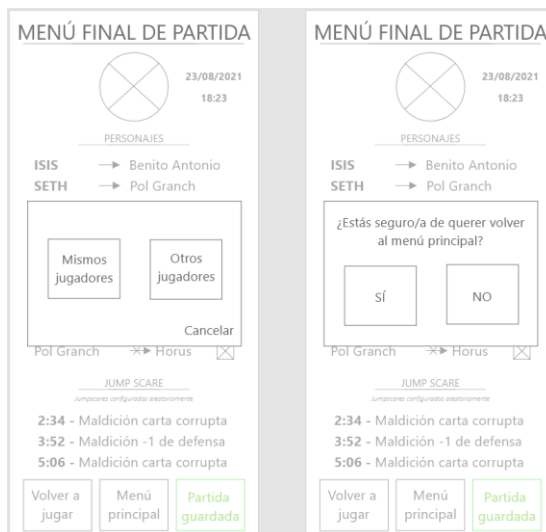 MENÚ FINAL DE PARTIDA
23/08/2021
18:23
PERSONAJES
ISIS Benito Antonio
SETH Pol Granch
Mismos jugadores
Otros jugadores
Cancelar
Pol Granch Horus
JUMP SCARE
Jumpscares configurados aleatoriamente
2:34 - Maldición carta corrupta
3:52 - Maldición -1 de defensa
5:06 - Maldición carta corrupta
Volver a jugar
Menú principal
Partida guardada
MENÚ FINAL DE PARTIDA
23/08/2021
18:23
PERSONAJES
ISIS Benito Antonio
SETH Pol Granch
¿Estás seguro/a de querer volver
al menú principal?
SÍ
NO
Pol Granch Horus
JUMP SCARE
Jumpscares configurados aleatoriamente
2:34 - Maldición carta corrupta
3:52 - Maldición -1 de defensa
5:06 - Maldición carta corrupta
Volver a jugar
Menú principal
Partida guardada